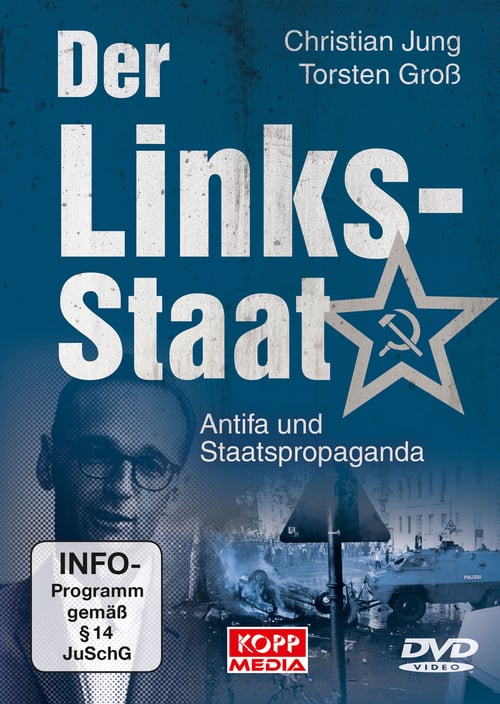 Christian Jung
Torsten Groß
Der
Links-
Staat
Antifa und
Staatspropaganda
POLIZEI
INFO-
Programm
gemäß
§ 14
JuSchG
KOPP
MEDIA
DVD
VIDEO